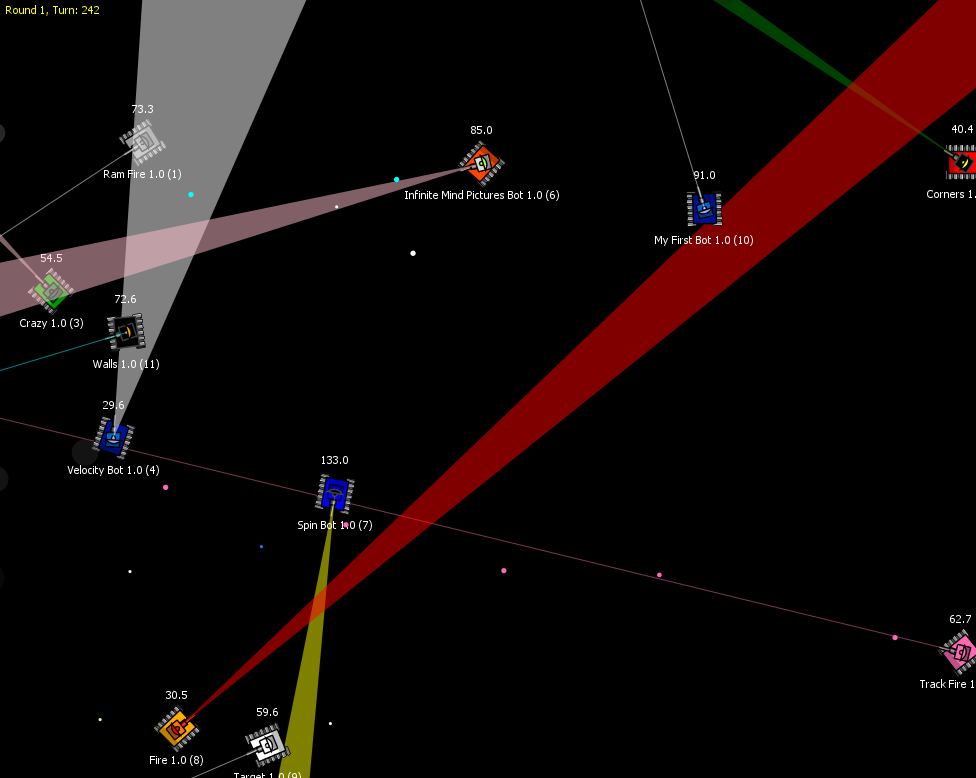 Round 1, Turn: 242
73.3
Ram Fire 1.0 (1)
85.0
Infinite Mind Pictures Bot 1.0 (6)
40.4
Corners 1.
91.0
My First Bot 1.0 (10)
54.5
Crazy 1.0 (3)
72.6
Walls 1.0 (11)
29.6
Velocity Bot 1.0 (4)
133.0
Spin Bot 1.0 (7)
62.7
Track Fire 1
30.5
Fire 1.0 (8)
59.6
Target 1.0 (9)